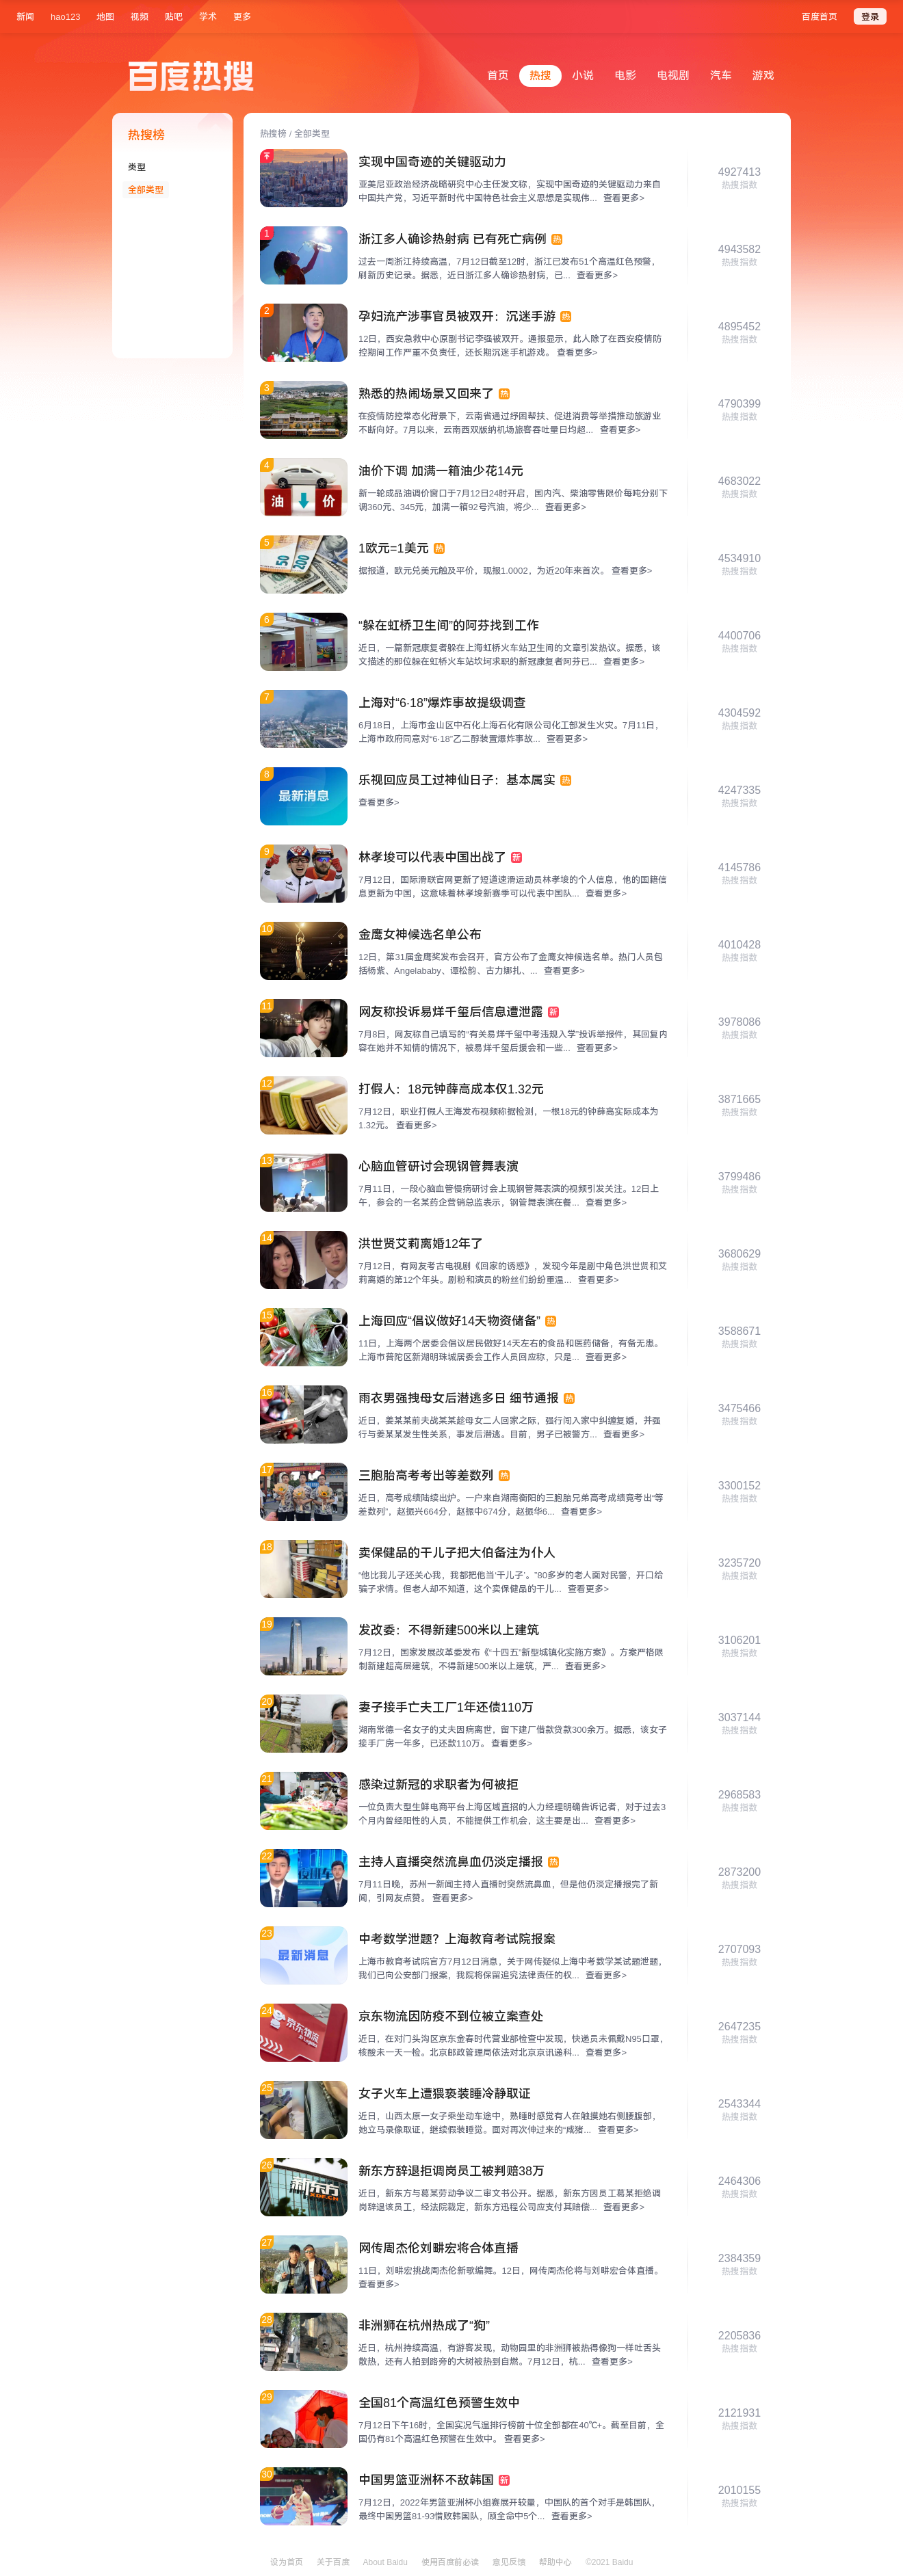 新闻 hao123 地图 视频 贴吧 学术 更多 百度首页 登录
百度热搜
首页 热搜 小说 电影 电视剧 汽车 游戏
热搜榜
类型
全部类型
热搜榜 / 全部类型
实现中国奇迹的关键驱动力
亚美尼亚政治经济战略研究中心主任发文称，实现中国奇迹的关键驱动力来自
中国共产党，习近平新时代中国特色社会主义思想是实现伟... 查看更多>
4927413
热搜指数
1
浙江多人确诊热射病 已有死亡病例 热
过去一周浙江持续高温，7月12日截至12时，浙江已发布51个高温红色预警，
刷新历史记录。据悉，近日浙江多人确诊热射病，已... 查看更多>
4943582
热搜指数
2
孕妇流产涉事官员被双开：沉迷手游 热
12日，西安急救中心原副书记李强被双开。通报显示，此人除了在西安疫情防
控期间工作严重不负责任，还长期沉迷手机游戏。 查看更多>
4895452
热搜指数
3
熟悉的热闹场景又回来了 热
在疫情防控常态化背景下，云南省通过纾困帮扶、促进消费等举措推动旅游业
不断向好。7月以来，云南西双版纳机场旅客吞吐量日均超... 查看更多>
4790399
热搜指数
4
油 价
油价下调 加满一箱油少花14元
新一轮成品油调价窗口于7月12日24时开启，国内汽、柴油零售限价每吨分别下
调360元、345元，加满一箱92号汽油，将少... 查看更多>
4683022
热搜指数
5
1欧元=1美元 热
据报道，欧元兑美元触及平价，现报1.0002，为近20年来首次。 查看更多>
4534910
热搜指数
6
“躲在虹桥卫生间”的阿芬找到工作
近日，一篇新冠康复者躲在上海虹桥火车站卫生间的文章引发热议。据悉，该
文描述的那位躲在虹桥火车站坎坷求职的新冠康复者阿芬已... 查看更多>
4400706
热搜指数
7
上海对“6·18”爆炸事故提级调查
6月18日，上海市金山区中石化上海石化有限公司化工部发生火灾。7月11日，
上海市政府同意对“6·18”乙二醇装置爆炸事故... 查看更多>
4304592
热搜指数
8
最新消息
乐视回应员工过神仙日子：基本属实 热
查看更多>
4247335
热搜指数
9
林孝埈可以代表中国出战了 新
7月12日，国际滑联官网更新了短道速滑运动员林孝埈的个人信息，他的国籍信
息更新为中国，这意味着林孝埈新赛季可以代表中国队... 查看更多>
4145786
热搜指数
10
金鹰女神候选名单公布
12日，第31届金鹰奖发布会召开，官方公布了金鹰女神候选名单。热门人员包
括杨紫、Angelababy、谭松韵、古力娜扎、... 查看更多>
4010428
热搜指数
11
网友称投诉易烊千玺后信息遭泄露 新
7月8日，网友称自己填写的“有关易烊千玺中考违规入学”投诉举报件，其回复内
容在她并不知情的情况下，被易烊千玺后援会和一些... 查看更多>
3978086
热搜指数
12
打假人：18元钟薛高成本仅1.32元
7月12日，职业打假人王海发布视频称据检测，一根18元的钟薛高实际成本为
1.32元。 查看更多>
3871665
热搜指数
13
心脑血管研讨会现钢管舞表演
7月11日，一段心脑血管慢病研讨会上现钢管舞表演的视频引发关注。12日上
午，参会的一名某药企营销总监表示，钢管舞表演在餐... 查看更多>
3799486
热搜指数
14
洪世贤艾莉离婚12年了
7月12日，有网友考古电视剧《回家的诱惑》，发现今年是剧中角色洪世贤和艾
莉离婚的第12个年头。剧粉和演员的粉丝们纷纷重温... 查看更多>
3680629
热搜指数
15
上海回应“倡议做好14天物资储备” 热
11日，上海两个居委会倡议居民做好14天左右的食品和医药储备，有备无患。
上海市普陀区新湖明珠城居委会工作人员回应称，只是... 查看更多>
3588671
热搜指数
16
雨衣男强拽母女后潜逃多日 细节通报 热
近日，姜某某前夫战某某趁母女二人回家之际，强行闯入家中纠缠复婚，并强
行与姜某某发生性关系，事发后潜逃。目前，男子已被警方... 查看更多>
3475466
热搜指数
17
三胞胎高考考出等差数列 热
近日，高考成绩陆续出炉。一户来自湖南衡阳的三胞胎兄弟高考成绩竟考出“等
差数列”，赵振兴664分，赵振中674分，赵振华6... 查看更多>
3300152
热搜指数
18
卖保健品的干儿子把大伯备注为仆人
“他比我儿子还关心我，我都把他当‘干儿子’。”80多岁的老人面对民警，开口给
骗子求情。但老人却不知道，这个卖保健品的干儿... 查看更多>
3235720
热搜指数
19
发改委：不得新建500米以上建筑
7月12日，国家发展改革委发布《“十四五”新型城镇化实施方案》。方案严格限
制新建超高层建筑，不得新建500米以上建筑，严... 查看更多>
3106201
热搜指数
20
妻子接手亡夫工厂1年还债110万
湖南常德一名女子的丈夫因病离世，留下建厂借款贷款300余万。据悉，该女子
接手厂房一年多，已还款110万。 查看更多>
3037144
热搜指数
21
感染过新冠的求职者为何被拒
一位负责大型生鲜电商平台上海区域直招的人力经理明确告诉记者，对于过去3
个月内曾经阳性的人员，不能提供工作机会，这主要是出... 查看更多>
2968583
热搜指数
22
主持人直播突然流鼻血仍淡定播报 热
7月11日晚，苏州一新闻主持人直播时突然流鼻血，但是他仍淡定播报完了新
闻，引网友点赞。 查看更多>
2873200
热搜指数
23
最新消息
中考数学泄题？上海教育考试院报案
上海市教育考试院官方7月12日消息，关于网传疑似上海中考数学某试题泄题，
我们已向公安部门报案，我院将保留追究法律责任的权... 查看更多>
2707093
热搜指数
24
京东物流
京东物流因防疫不到位被立案查处
近日，在对门头沟区京东金春时代营业部检查中发现，快递员未佩戴N95口罩，
核酸未一天一检。北京邮政管理局依法对北京京讯递科... 查看更多>
2647235
热搜指数
25
女子火车上遭猥亵装睡冷静取证
近日，山西太原一女子乘坐动车途中，熟睡时感觉有人在触摸她右侧腰腹部，
她立马录像取证，继续假装睡觉。面对再次伸过来的“咸猪... 查看更多>
2543344
热搜指数
26
新东方
XDF.CN
新东方辞退拒调岗员工被判赔38万
近日，新东方与葛某劳动争议二审文书公开。据悉，新东方因员工葛某拒绝调
岗辞退该员工，经法院裁定，新东方迅程公司应支付其赔偿... 查看更多>
2464306
热搜指数
27
网传周杰伦刘畊宏将合体直播
11日，刘畊宏挑战周杰伦新歌编舞。12日，网传周杰伦将与刘畊宏合体直播。
查看更多>
2384359
热搜指数
28
非洲狮在杭州热成了“狗”
近日，杭州持续高温，有游客发现，动物园里的非洲狮被热得像狗一样吐舌头
散热，还有人拍到路旁的大树被热到自燃。7月12日，杭... 查看更多>
2205836
热搜指数
29
全国81个高温红色预警生效中
7月12日下午16时，全国实况气温排行榜前十位全部都在40℃+。截至目前，全
国仍有81个高温红色预警在生效中。 查看更多>
2121931
热搜指数
30
中国男篮亚洲杯不敌韩国 新
7月12日，2022年男篮亚洲杯小组赛展开较量，中国队的首个对手是韩国队，
最终中国男篮81-93惜败韩国队，顾全命中5个... 查看更多>
2010155
热搜指数
设为首页 关于百度 About Baidu 使用百度前必读 意见反馈 帮助中心 ©2021 Baidu